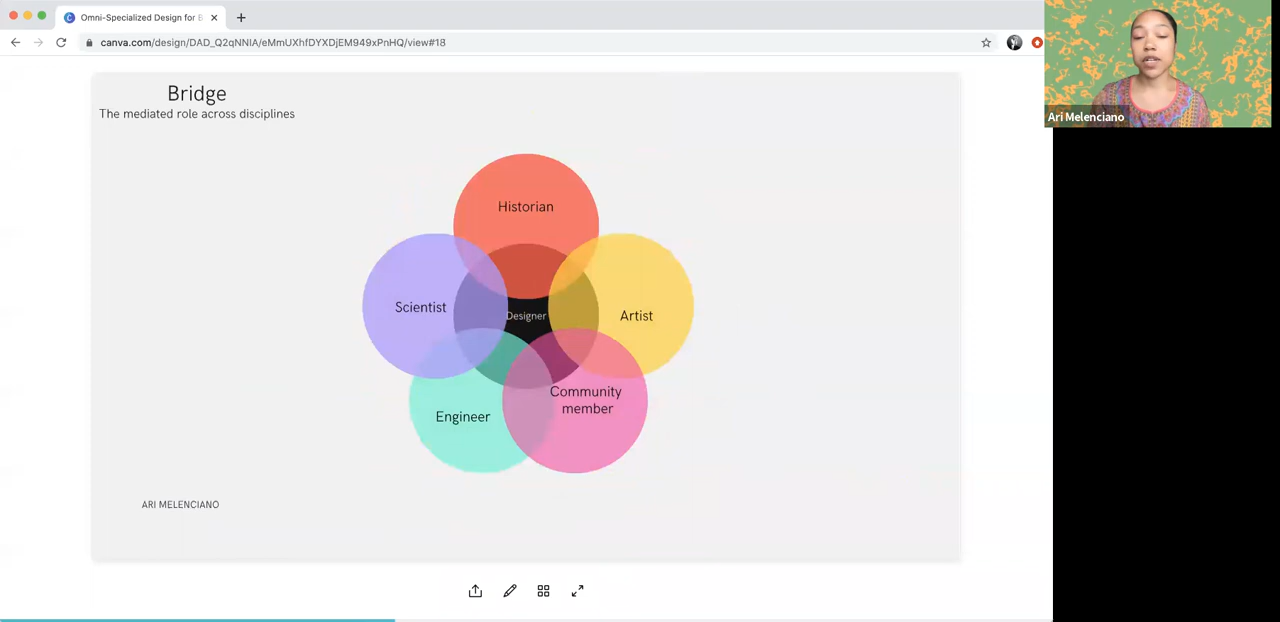 Omni-Specialized Design for B
canva.com/design/DAD_Q2qNNIA/eMmUXhfDYXDjEM949xPnHQ/view#18
Ari Melenciano
Bridge
The mediated role across disciplines
Historian
Scientist
Designer
Artist
Community
member
Engineer
ARI MELENCIANO